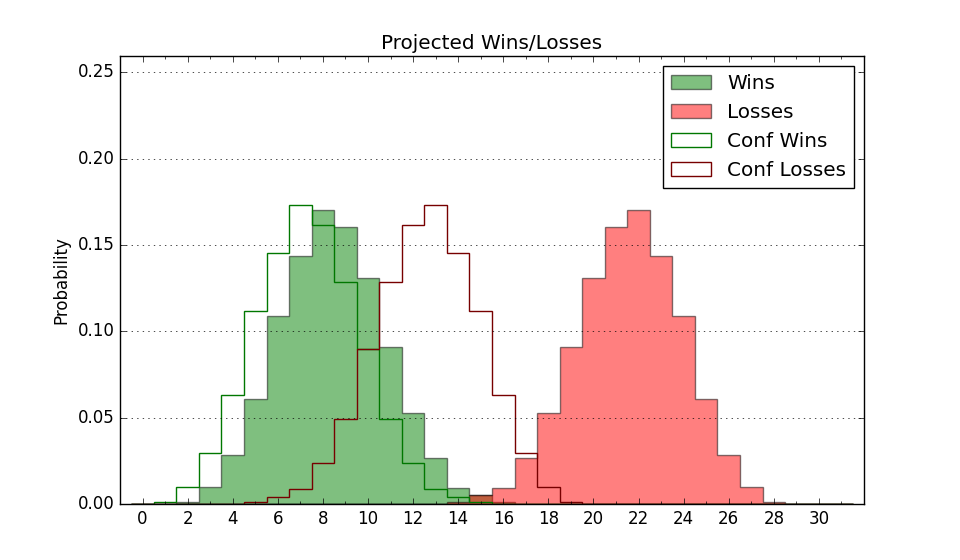 Projected Wins/Losses
0.25
0.20
0.15
0.10
0.05
0.00
Probability
Wins
Losses
Conf Wins
Conf Losses
0 2 4 6 8 10 12 14 16 18 20 22 24 26 28 30